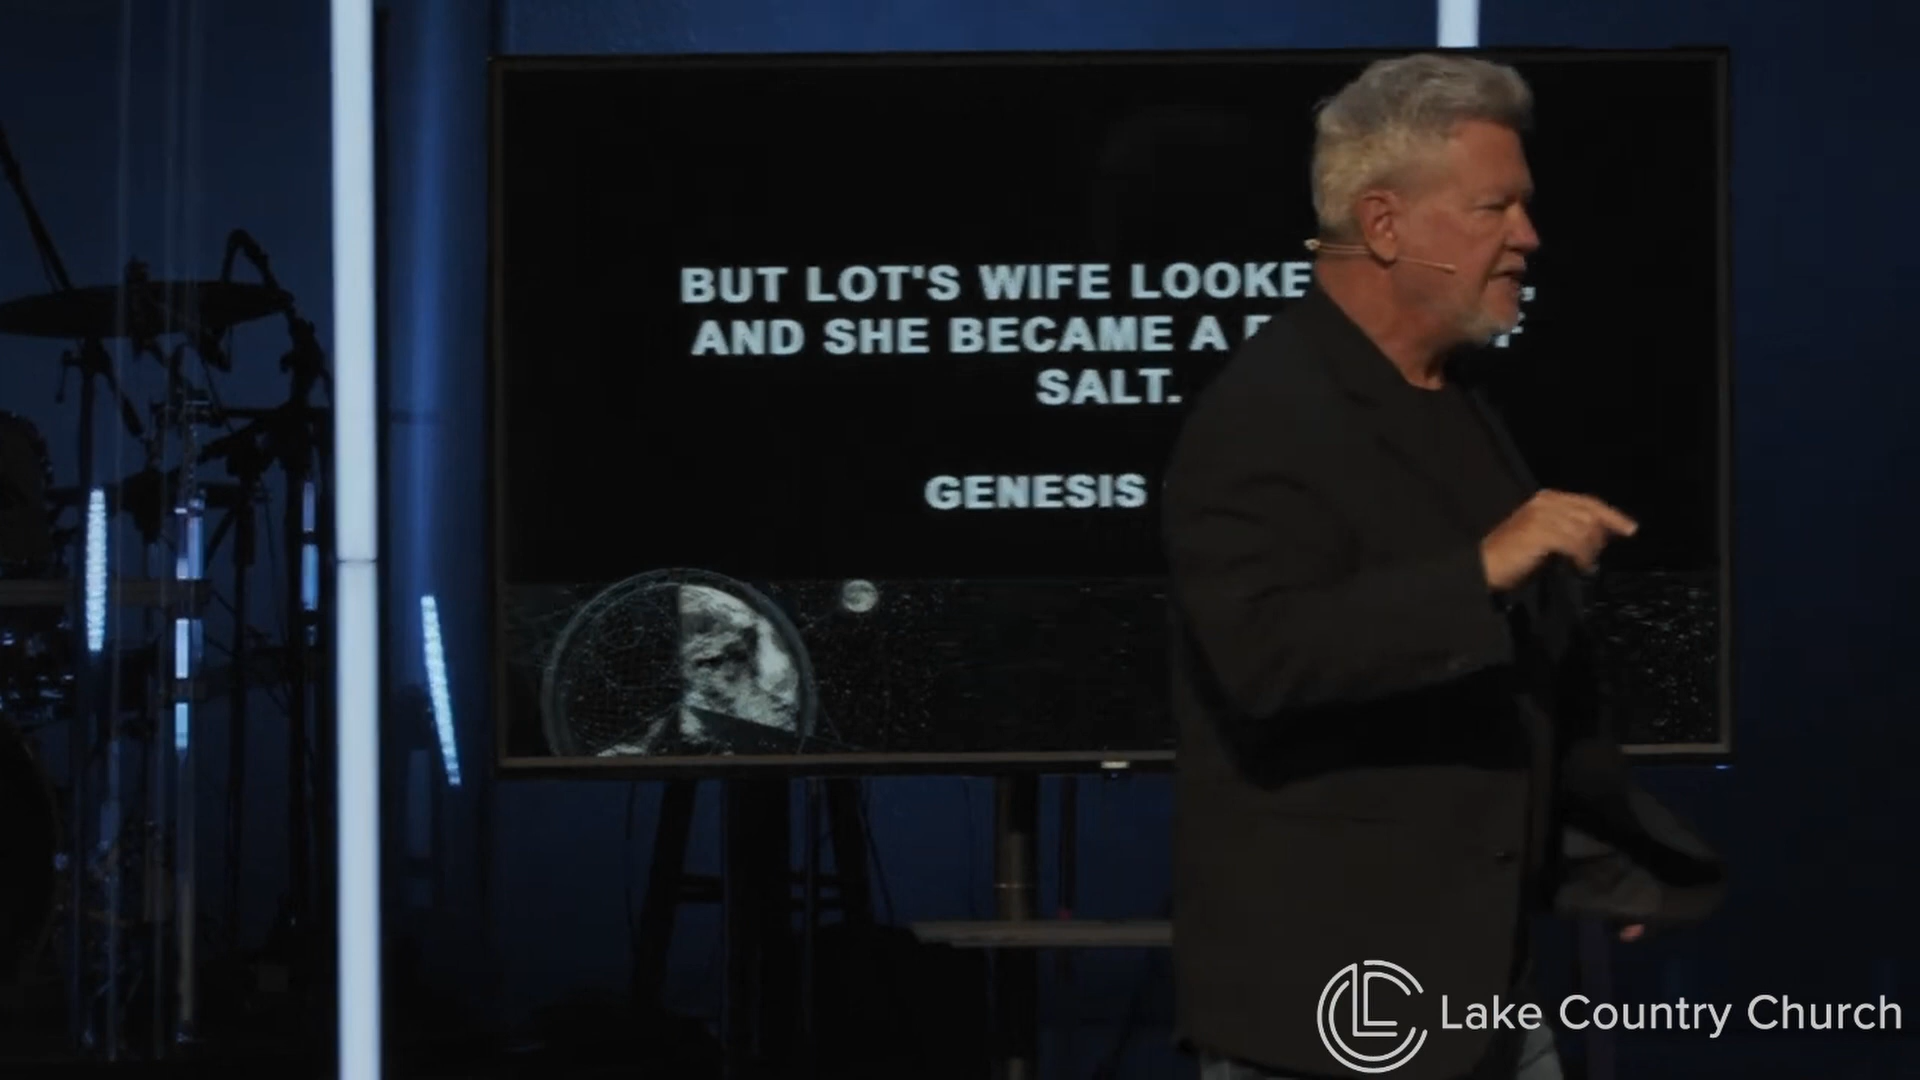 BUT LOT'S WIFE LOOKE
AND SHE BECAME A
SALT.
GENESIS
Lake Country Church